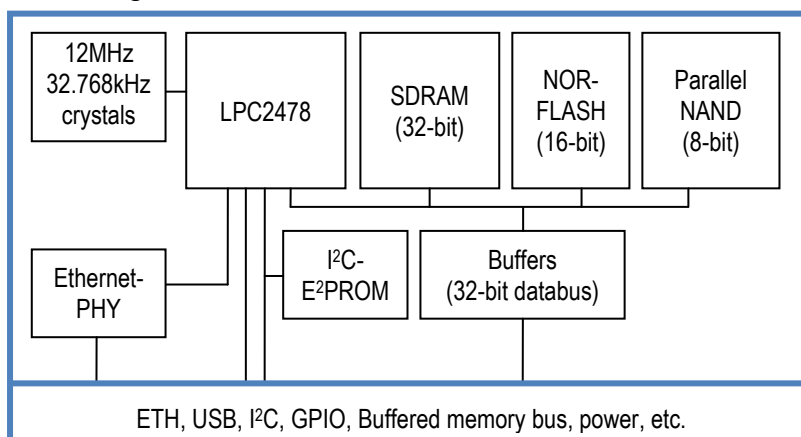 12MHz
32.768kHz
crystals
LPC2478
SDRAM
(32-bit)
NOR-
FLASH
(16-bit)
Parallel
NAND
(8-bit)
Ethernet-
PHY
I²C-
E²PROM
Buffers
(32-bit databus)
ETH, USB, I²C, GPIO, Buffered memory bus, power, etc.